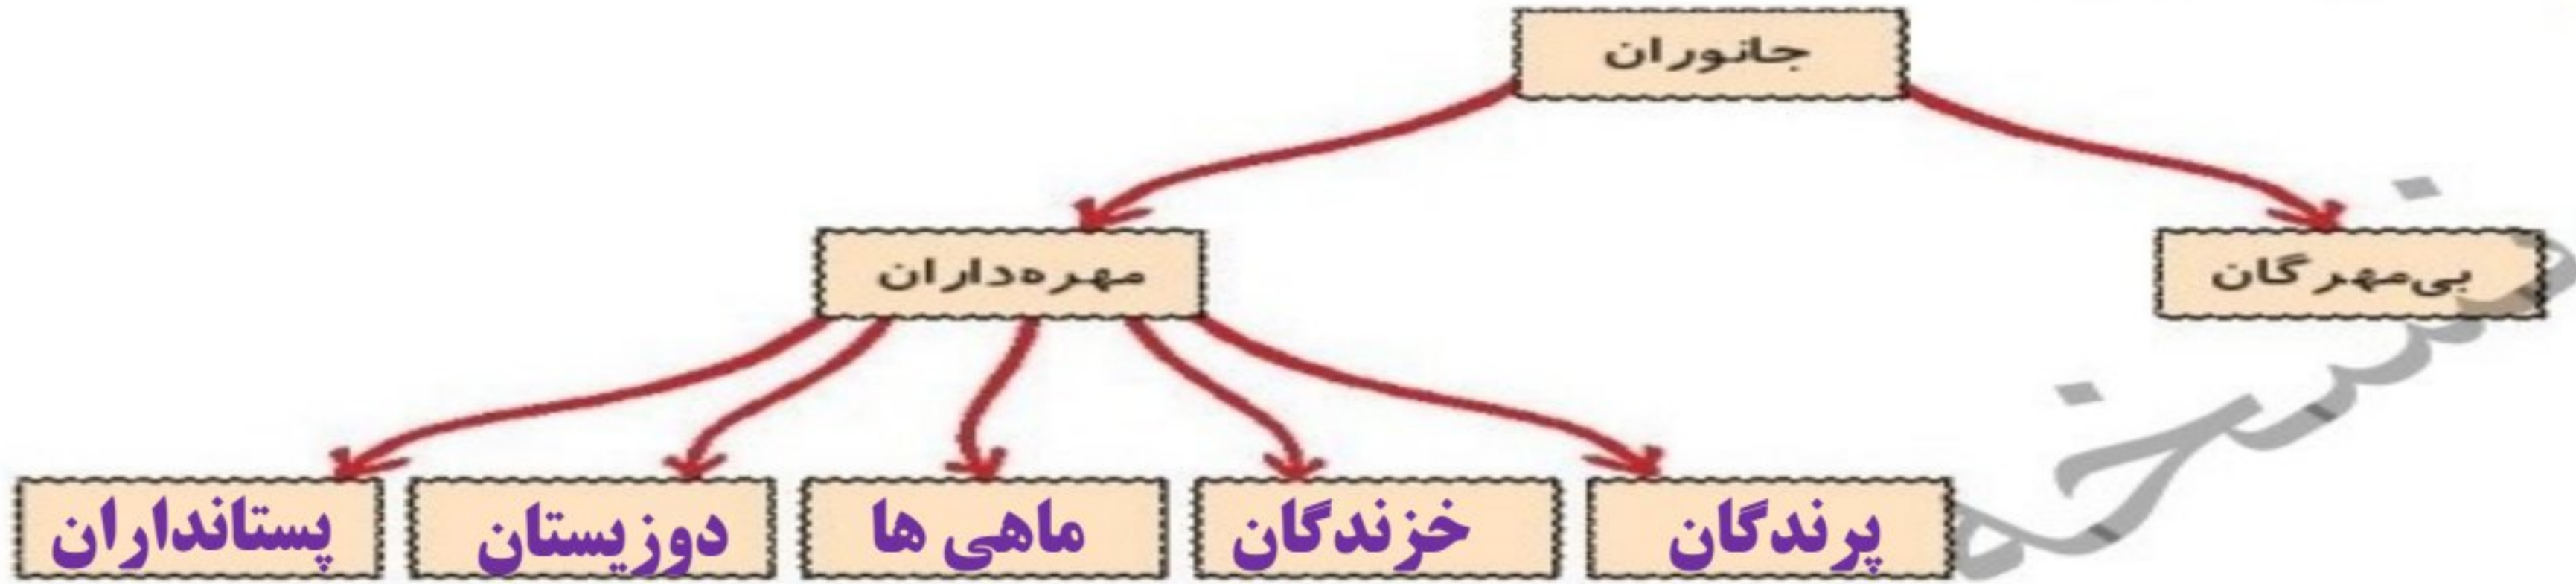 جانوران
بی‌مهرگان
مهره‌داران
پرندگان
خزندگان
ماهی ها
دوزیستان
پستانداران